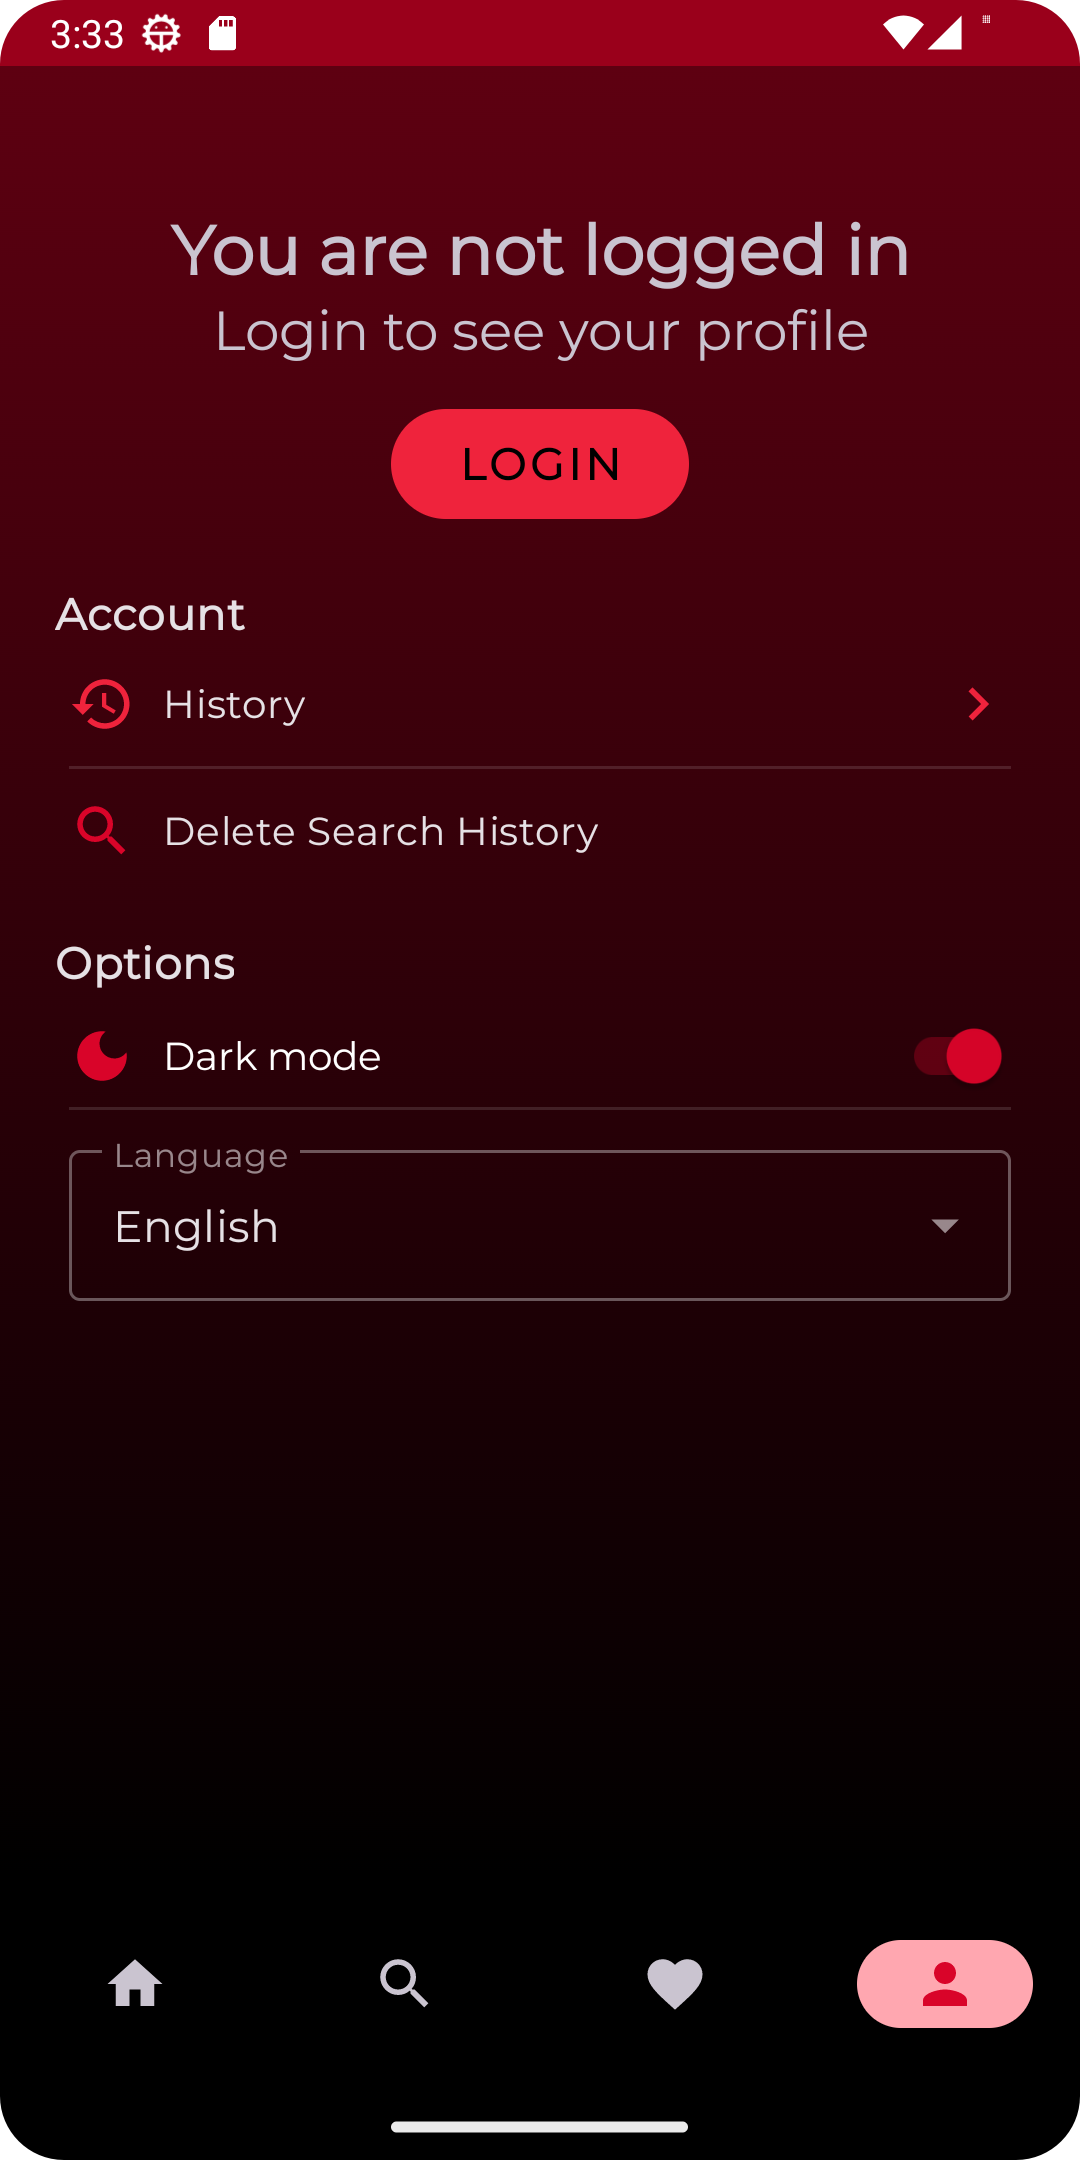 3:33
You are not logged in
Login to see your profile
LOGIN
Account
History
Delete Search History
Options
Dark mode
Language
English